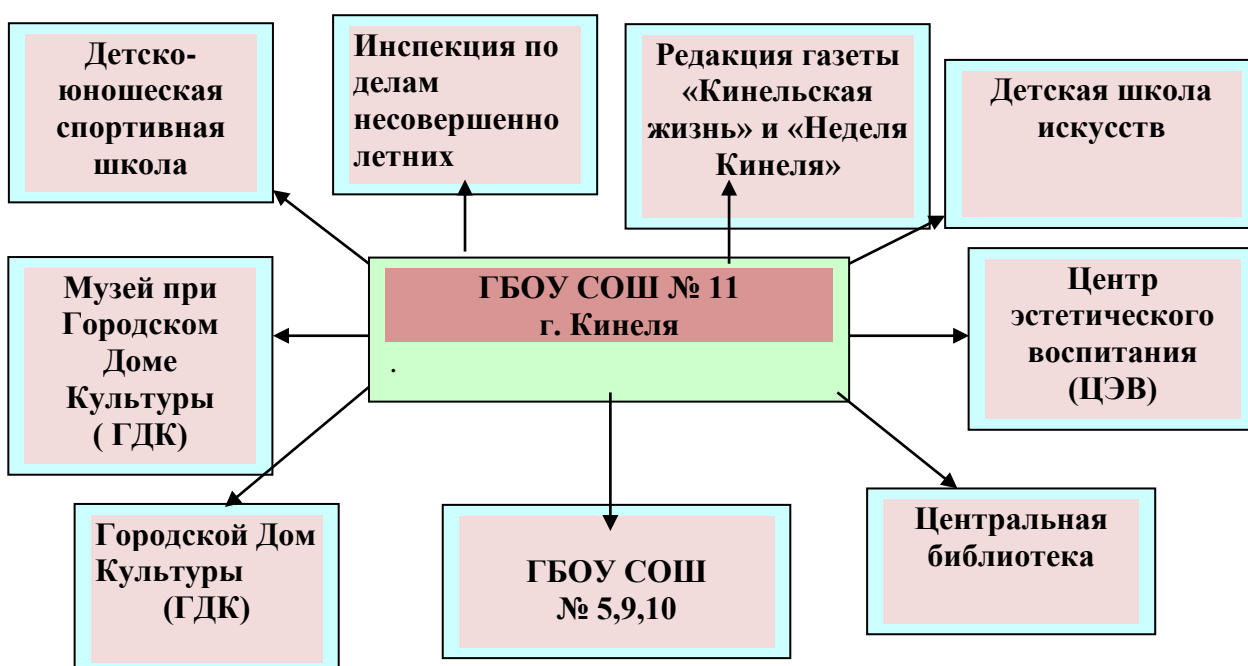 Детско-
юношеская
спортивная
школа
Инспекция по
делам
несовершенно
летних
Редакция газеты
«Кинельская
жизнь» и «Неделя
Кинеля»
Детская школа
искусств
Музей при
Городском
Доме
Культуры
( ГДК)
ГБОУ СОШ № 11
г. Кинеля
.
Центр
эстетического
воспитания
(ЦЭВ)
Городской Дом
Культуры
(ГДК)
ГБОУ СОШ
№ 5,9,10
Центральная
библиотека